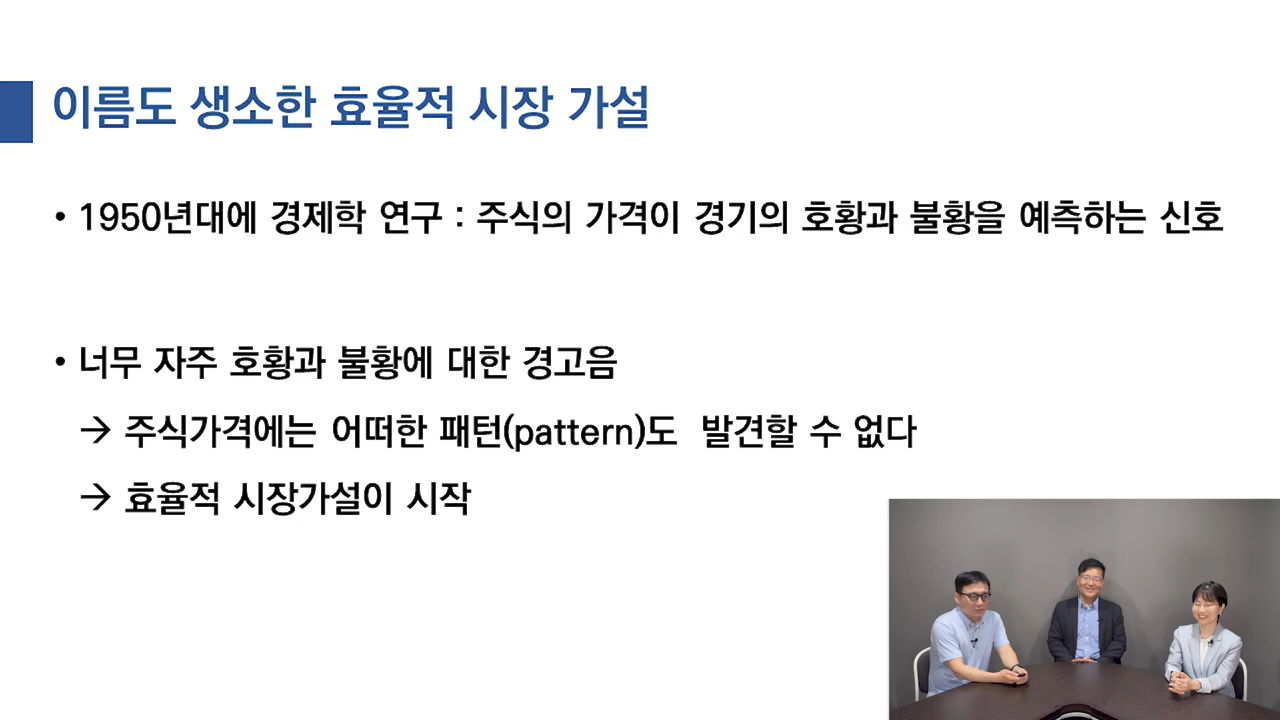 이름도 생소한 효율적 시장 가설
• 1950년대에 경제학 연구 : 주식의 가격이 경기의 호황과 불황을 예측하는 신호
• 너무 자주 호황과 불황에 대한 경고음
→ 주식가격에는 어떠한 패턴(pattern)도 발견할 수 없다
→ 효율적 시장가설이 시작